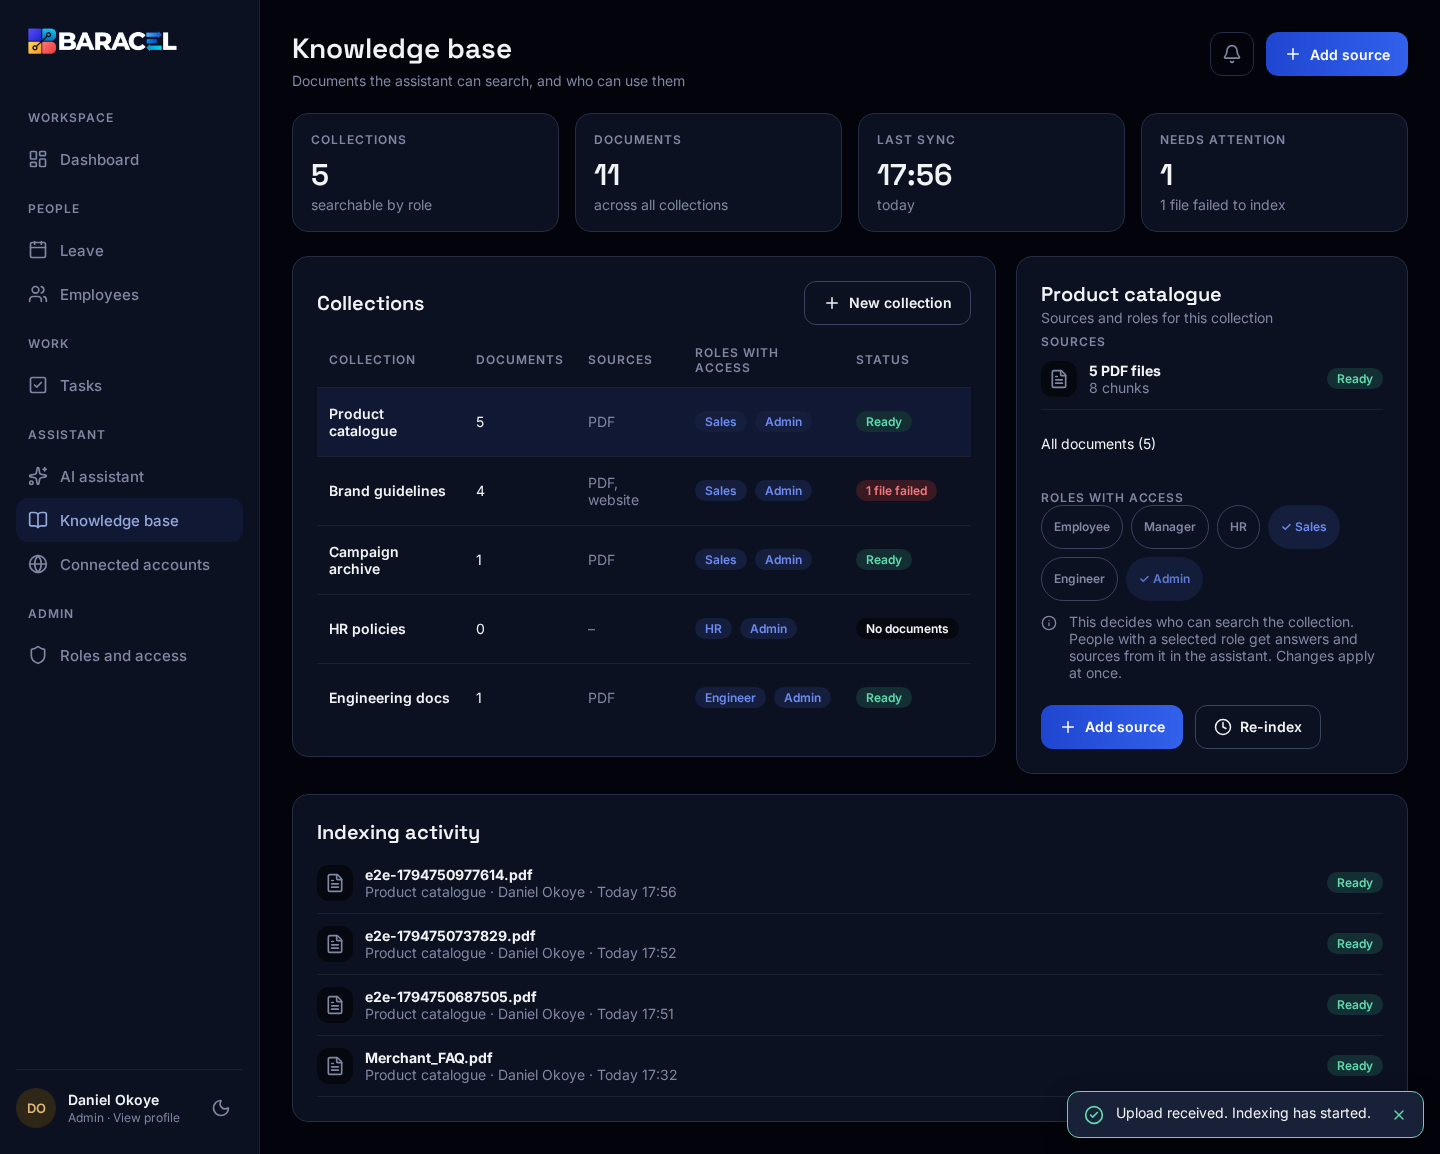 BARACEL
WORKSPACE
Dashboard
PEOPLE
Leave
Employees
WORK
Tasks
ASSISTANT
AI assistant
Knowledge base
Connected accounts
ADMIN
Roles and access
DO
Daniel Okoye
Admin · View profile
Knowledge base
Documents the assistant can search, and who can use them
Add source
COLLECTIONS
5
searchable by role
DOCUMENTS
11
across all collections
LAST SYNC
17:56
today
NEEDS ATTENTION
1
1 file failed to index
Collections
New collection
COLLECTION DOCUMENTS SOURCES ROLES WITH
ACCESS STATUS
Product
catalogue 5 PDF Sales Admin Ready
Brand guidelines 4 PDF,
website Sales Admin 1 file failed
Campaign
archive 1 PDF Sales Admin Ready
HR policies 0 – HR Admin No documents
Engineering docs 1 PDF Engineer Admin Ready
Product catalogue
Sources and roles for this collection
SOURCES
5 PDF files
8 chunks
Ready
All documents (5)
ROLES WITH ACCESS
Employee Manager HR ✓ Sales
Engineer ✓ Admin
This decides who can search the collection.
People with a selected role get answers and
sources from it in the assistant. Changes apply
at once.
Add source Re-index
Indexing activity
e2e-1794750977614.pdf
Product catalogue · Daniel Okoye · Today 17:56
Ready
e2e-1794750737829.pdf
Product catalogue · Daniel Okoye · Today 17:52
Ready
e2e-1794750687505.pdf
Product catalogue · Daniel Okoye · Today 17:51
Ready
Merchant_FAQ.pdf
Product catalogue · Daniel Okoye · Today 17:32
Ready
Upload received. Indexing has started.